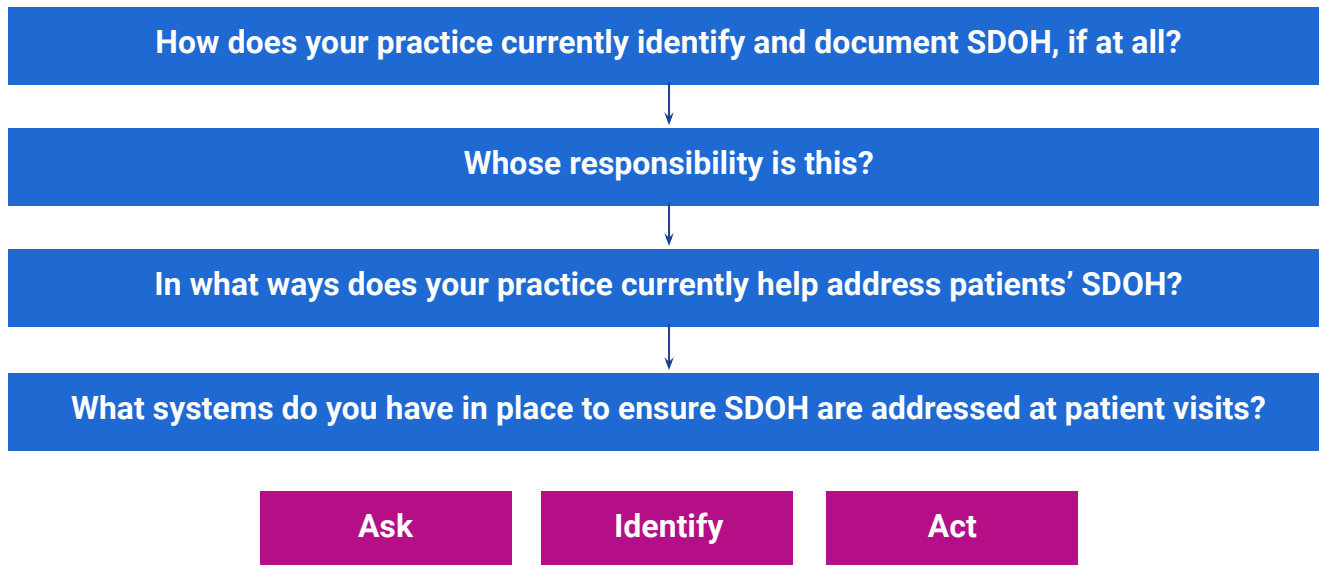 How does your practice currently identify and document SDOH, if at all?
Whose responsibility is this?
In what ways does your practice currently help address patients’ SDOH?
What systems do you have in place to ensure SDOH are addressed at patient visits?
Ask
Identify
Act